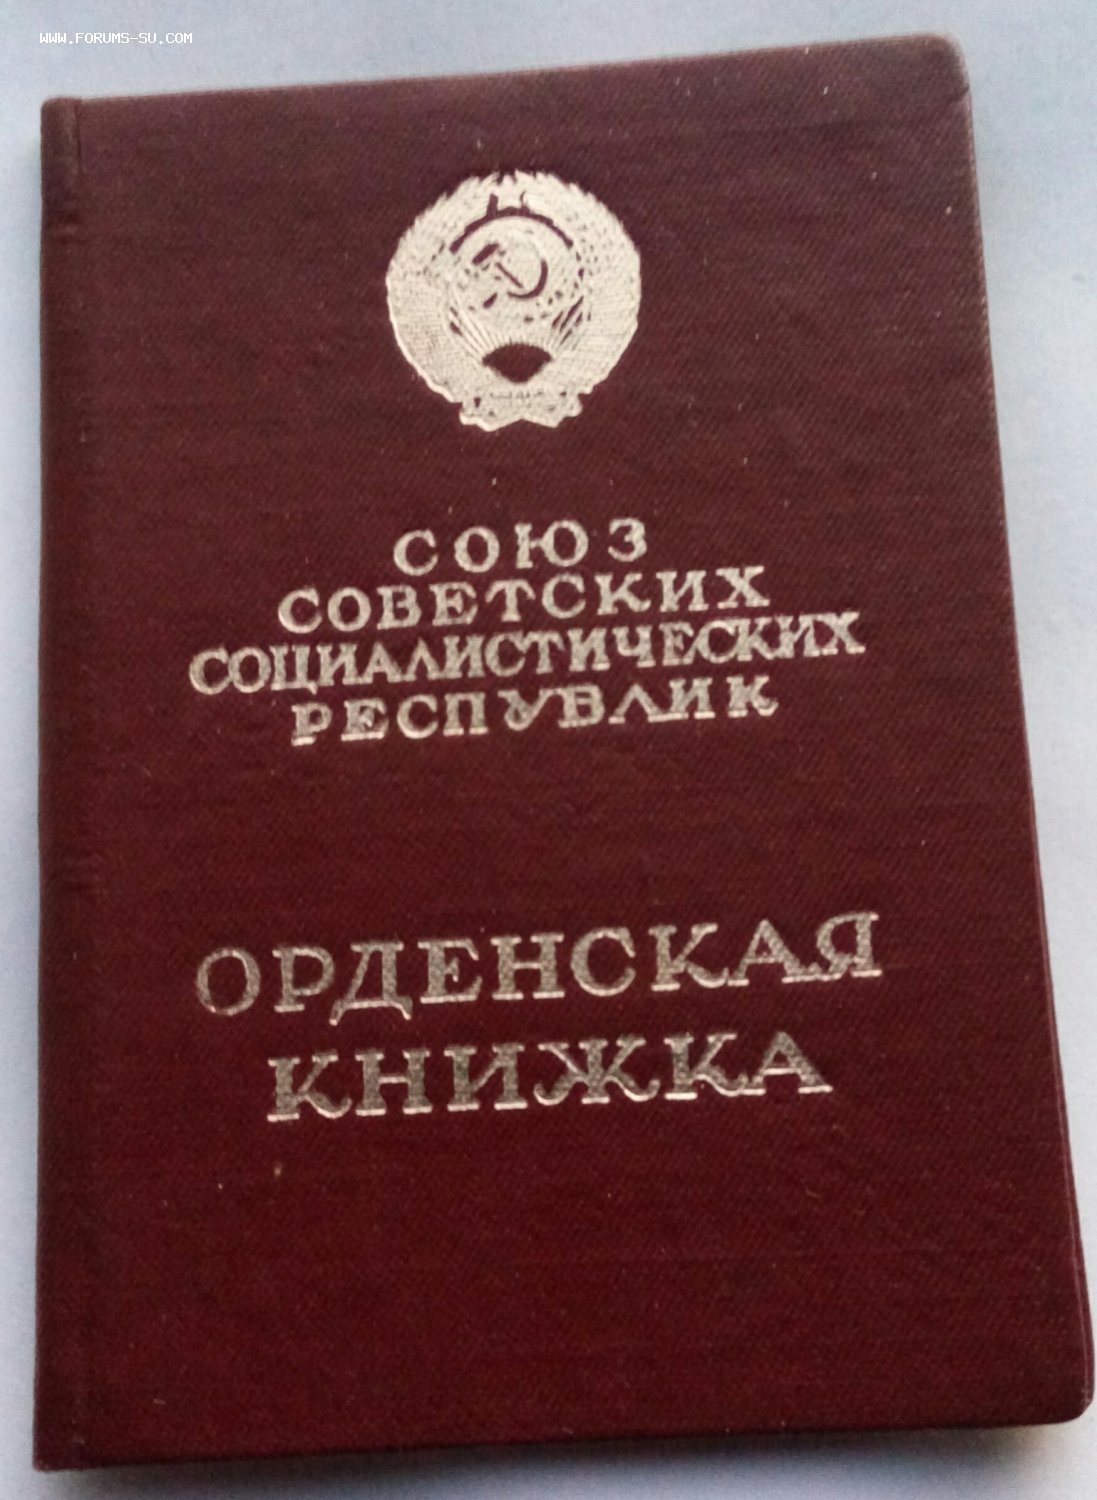 WWW.FORUMS-SU.COM
СОЮЗ
СОВЕТСКИХ
СОЦИАЛИСТИЧЕСКИХ
РЕСПУБЛИК
ОРДЕНСКАЯ
КНИЖКА